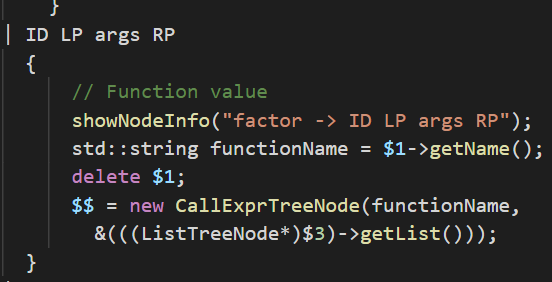 }
| ID LP args RP
{
// Function value
showNodeInfo("factor -> ID LP args RP");
std::string functionName = $1->getName();
delete $1;
$$ = new CallExprTreeNode(functionName,
&(((ListTreeNode*)$3)->getList()));
}